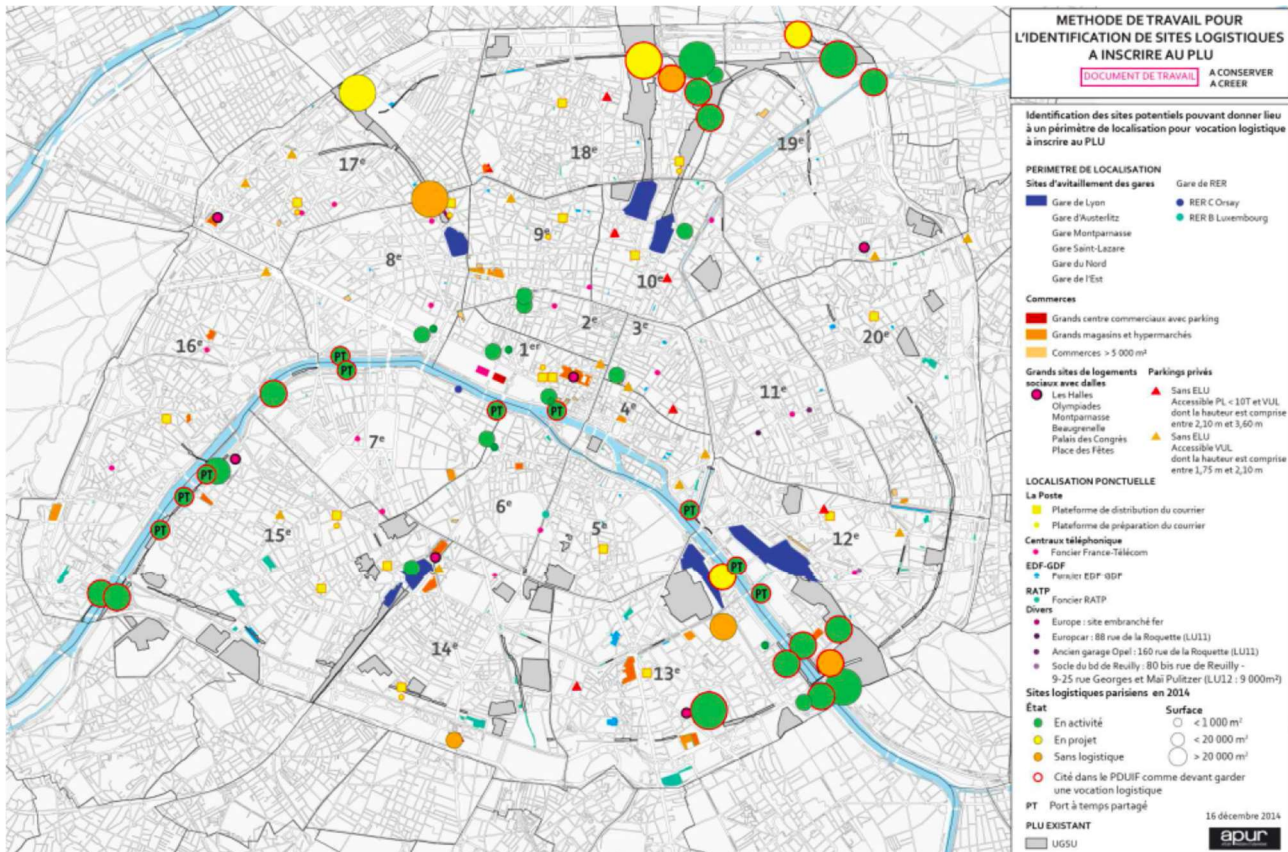 METHODE DE TRAVAIL POUR
L'IDENTIFICATION DE SITES LOGISTIQUES
A INSCRIRE AU PLU
DOCUMENT DE TRAVAIL
A CONSERVER
A CREER
Identification des sites potentiels pouvant donner lieu
à un périmètre de localisation pour vocation logistique
à inscrire au PLU
PERIMETRE DE LOCALISATION
Sites d'avitaillement des gares
Gare de Lyon
Gare d'Austerlitz
Gare Montparnasse
Gare Saint-Lazare
Gare du Nord
Gare de l'Est
Gare de RER
RER C Orsay
RER B Luxembourg
Commerces
Grands centre commerciaux avec parking
Grands magasins et hypermarchés
Commerces > 5 000 m²
Grands sites de logements
sociaux avec dalles
Les Halles
Olympiades
Montparnasse
Beaugrenelle
Palais des Congrès
Place des Fêtes
Parkings privés
Sans ELU
Accessible PL < 10T et VUL
dont la hauteur est comprise
entre 2,10 m et 3,60 m
Sans ELU
Accessible VUL
dont la hauteur est comprise
entre 1,75 m et 2,10 m
LOCALISATION PONCTUELLE
La Poste
Plateforme de distribution du courrier
Plateforme de préparation du courrier
Centraux téléphonique
Foncier France-Télécom
EDF-GDF
Foncier EDF-GDF
RATP
Foncier RATP
Divers
Europe : site embranché fer
Europcar : 88 rue de la Roquette (LU11)
Ancien garage Opel : 160 rue de la Roquette (LU11)
Socle du bd de Reuilly : 80 bis rue de Reuilly -
9-25 rue Georges et Maï Pulitzer (LU12 : 9 000m²)
Sites logistiques parisiens en 2014
État
En activité
En projet
Sans logistique
Surface
< 1 000 m²
< 20 000 m²
> 20 000 m²
Cité dans le PDUIF comme devant garder
une vocation logistique
PT Port à temps partagé
PLU EXISTANT
UGSU
16 décembre 2014
apur
17e
18e
19e
9e
8e
10e
2e
3e
1er
16e
20e
11e
4e
7e
6e
5e
15e
12e
14e
13e
PT
PT
PT
PT
PT
PT
PT
PT
PT
PT